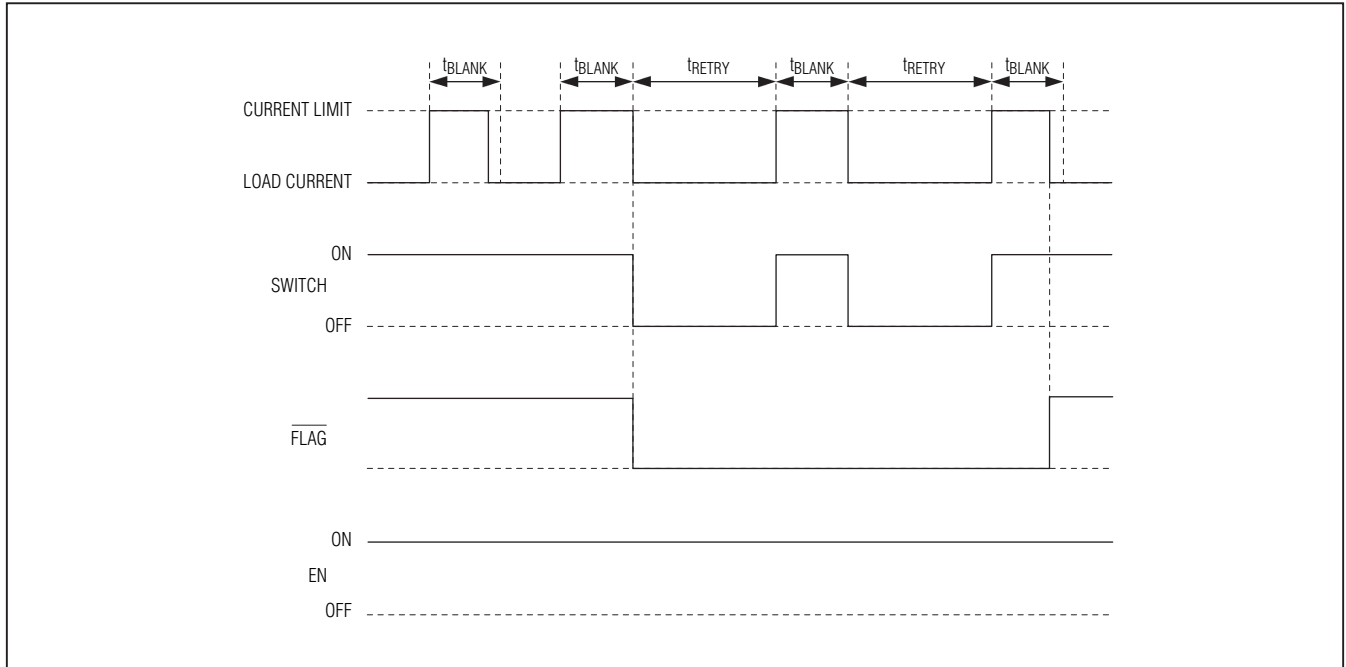 tBLANK tBLANK tRETRY tBLANK tRETRY tBLANK
CURRENT LIMIT
LOAD CURRENT
ON
SWITCH
OFF
FLAG
ON
EN
OFF